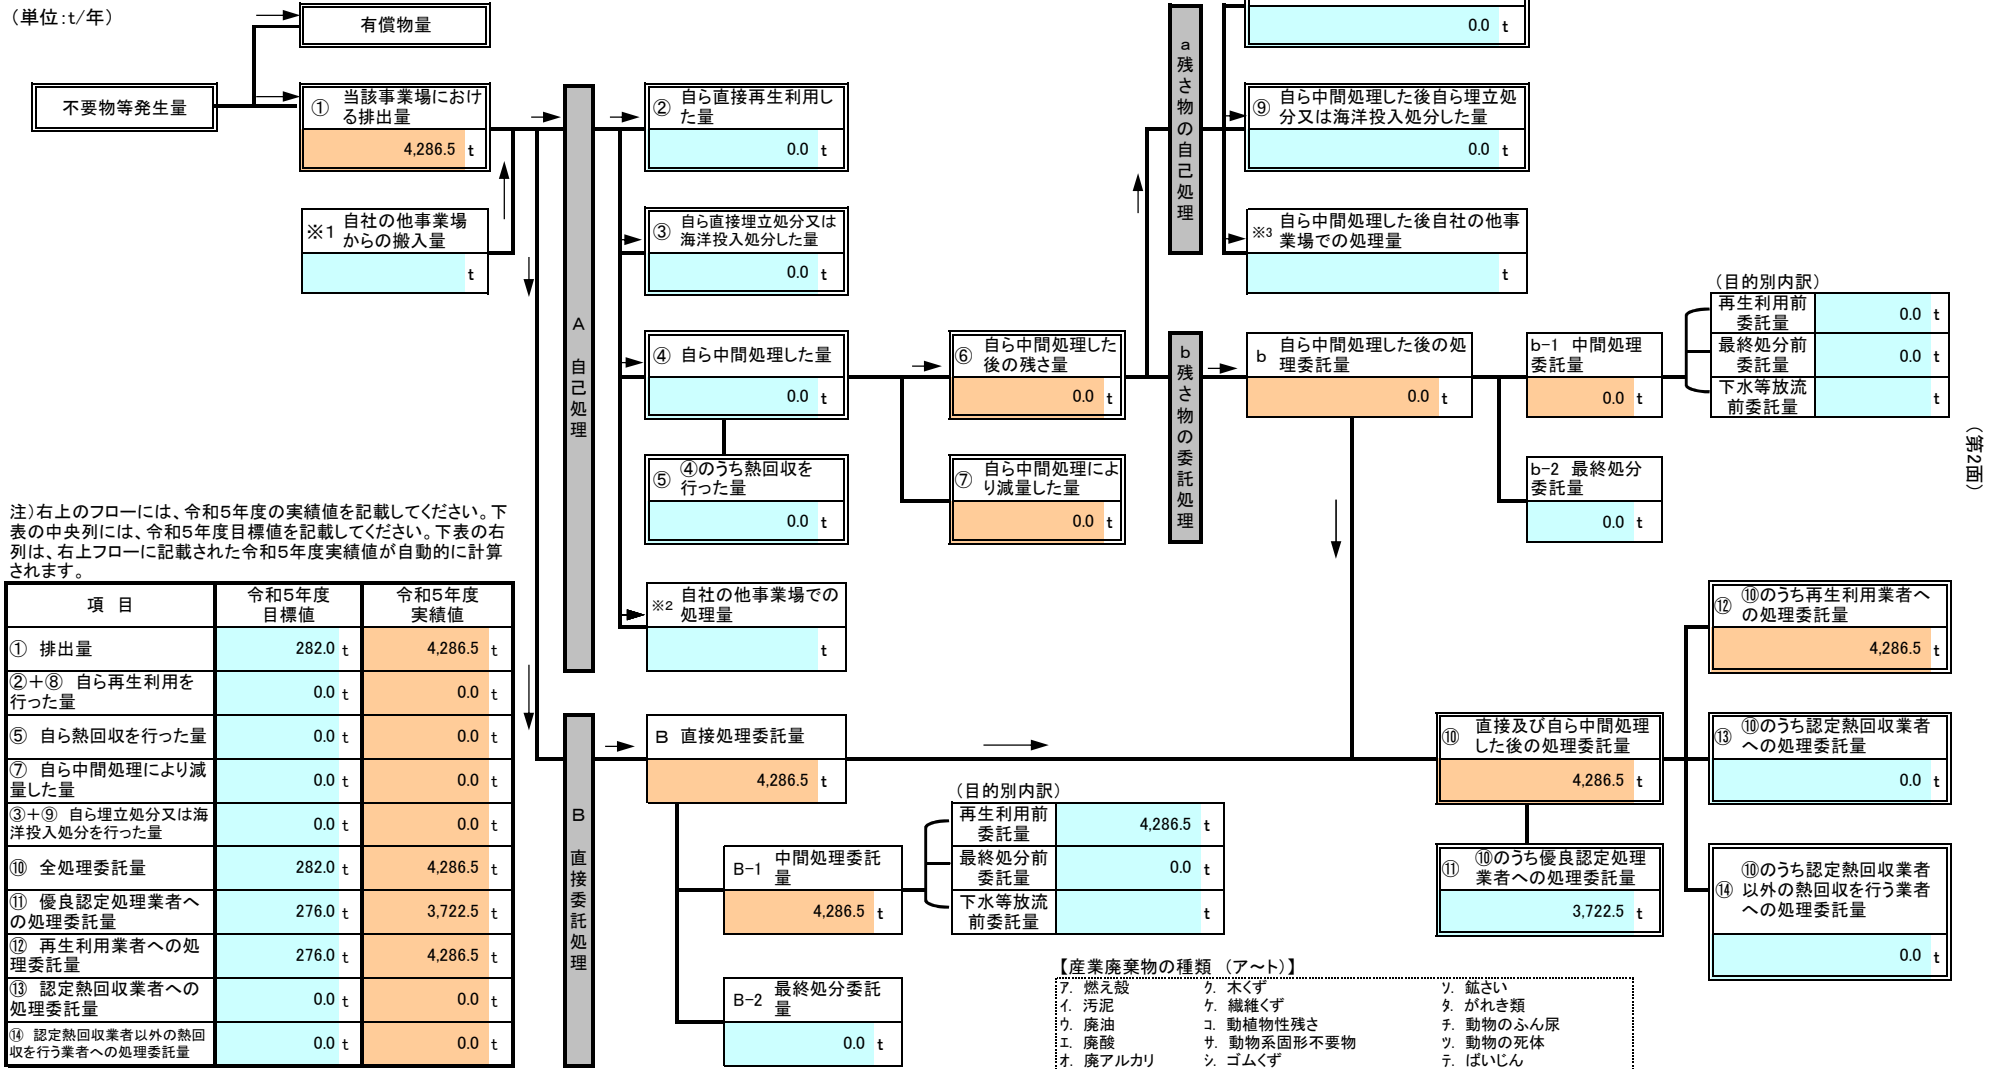 (単位:t/年)
有償物量
不要物等発生量
① 当該事業場におけ
る排出量
4,286.5 t
※1 自社の他事業場
からの搬入量
t
A 自己処理
② 自ら直接再生利用し
た量
0.0 t
③ 自ら直接埋立処分又は
海洋投入処分した量
0.0 t
④ 自ら中間処理した量
0.0 t
⑤ ④のうち熱回収を
行った量
0.0 t
※2 自社の他事業場での
処理量
t
⑥ 自ら中間処理した
後の残さ量
0.0 t
⑦ 自ら中間処理によ
り減量した量
0.0 t
a 残さ物の自己処理
0.0 t
⑨ 自ら中間処理した後自ら埋立処
分又は海洋投入処分した量
0.0 t
※3 自ら中間処理した後自社の他事
業場での処理量
t
b 残さ物の委託処理
b 自ら中間処理した後の処
理委託量
0.0 t
b-1 中間処理
委託量
0.0 t
b-2 最終処分
委託量
0.0 t
(目的別内訳)
再生利用前
委託量 0.0 t
最終処分前
委託量 0.0 t
下水等放流
前委託量 t
(第2面)
注)右上のフローには、令和5年度の実績値を記載してください。下
表の中央列には、令和5年度目標値を記載してください。下表の右
列は、右上フローに記載された令和5年度実績値が自動的に計算
されます。
項 目 令和5年度 目標値 令和5年度 実績値
① 排出量 282.0 t 4,286.5 t
②+⑧ 自ら再生利用を
行った量 0.0 t 0.0 t
⑤ 自ら熱回収を行った量 0.0 t 0.0 t
⑦ 自ら中間処理により減
量した量 0.0 t 0.0 t
③+⑨ 自ら埋立処分又は海
洋投入処分を行った量 0.0 t 0.0 t
⑩ 全処理委託量 282.0 t 4,286.5 t
⑪ 優良認定処理業者へ
の処理委託量 276.0 t 3,722.5 t
⑫ 再生利用業者への処
理委託量 276.0 t 4,286.5 t
⑬ 認定熱回収業者への
処理委託量 0.0 t 0.0 t
⑭ 認定熱回収業者以外の熱回
収を行う業者への処理委託量 0.0 t 0.0 t
B 直接委託処理
B 直接処理委託量
4,286.5 t
B-1 中間処理委託
量
4,286.5 t
B-2 最終処分委託
量
0.0 t
(目的別内訳)
再生利用前
委託量 4,286.5 t
最終処分前
委託量 0.0 t
下水等放流
前委託量 t
⑩ 直接及び自ら中間処理
した後の処理委託量
4,286.5 t
⑪ ⑩のうち優良認定処理
業者への処理委託量
3,722.5 t
⑫ ⑩のうち再生利用業者へ
の処理委託量
4,286.5 t
⑬ ⑩のうち認定熱回収業者
への処理委託量
0.0 t
⑭ ⑩のうち認定熱回収業者
以外の熱回収を行う業者
への処理委託量
0.0 t
【産業廃棄物の種類 (ア~ト)】
ア. 燃え殻 ク. 木くず ソ. 鉱さい
イ. 汚泥 ケ. 繊維くず タ. がれき類
ウ. 廃油 コ. 動植物性残さ チ. 動物のふん尿
エ. 廃酸 サ. 動物系固形不要物 ツ. 動物の死体
オ. 廃アルカリ シ. ゴムくず テ. ばいじん